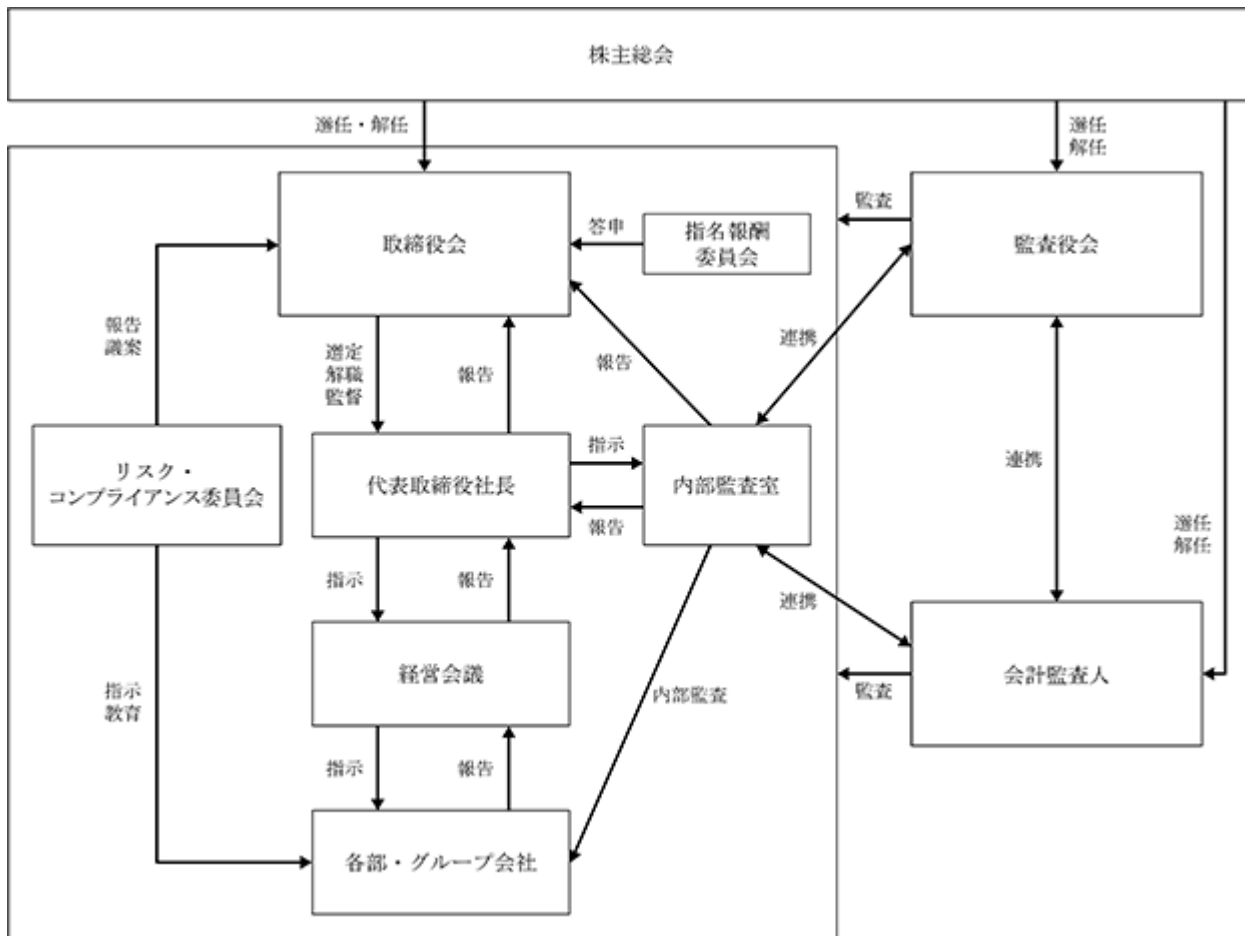 株主総会
選任・解任
選任
解任
取締役会
答申
指名報酬
委員会
監査
監査役会
報告
議案
選定
解職
監督
報告
報告
連携
リスク・
コンプライアンス委員会
代表取締役社長
指示
報告
内部監査室
連携
選任
解任
指示
報告
連携
経営会議
監査
会計監査人
指示
教育
内部監査
指示
報告
各部・グループ会社